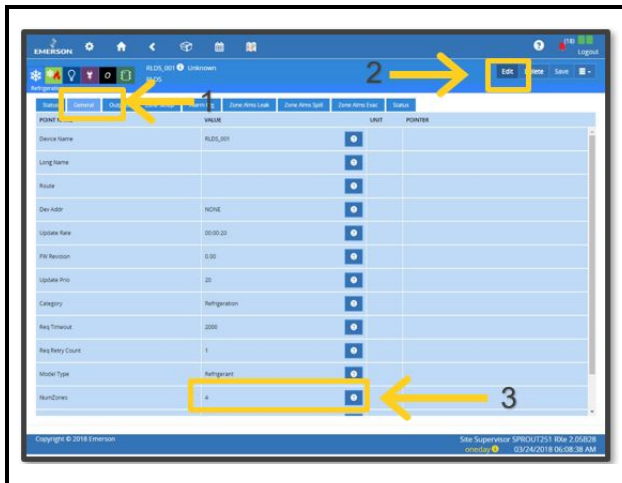 EMERSON
(18)
Logout
RLDS_001 Unknown
RLDS
2
Edit Delete Save
Refrigeration
1
Status General Zone Alrms Leak Zone Alrms Spill Zone Alrms Evac Status
VALUE UNIT POINTER
Device Name RLDS_001
Long Name
Route
Dev Addr NONE
Update Rate 00:00:20
FW Revision 0.00
Update Prio 20
Category Refrigeration
Req Timeout 2000
Req Retry Count 1
Model Type Refrigerant
NumZones 4
3
Copyright © 2018 Emerson
Site Supervisor SPROUT251 RXe 2.05B28
oneday 03/24/2018 06:08:38 AM